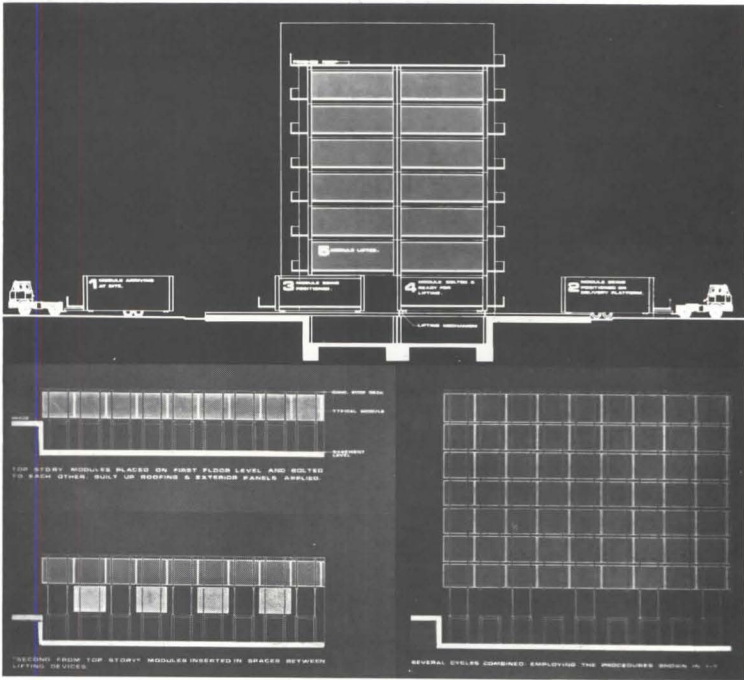 5 MODULE LIFTED.
1 MODULE ARRIVING
AT SITE.
3 MODULE BEING
POSITIONED.
4 MODULE BOLTED &
READY FOR
LIFTING.
2 MODULE BEING
POSITIONED ON
DELIVERY PLATFORM.
LIFTING MECHANISM
ROOF DECK
TYPICAL MODULE
GRADE
BASEMENT
LEVEL
TOP STORY MODULES PLACED ON FIRST FLOOR LEVEL AND BOLTED
TO EACH OTHER. BUILT UP ROOFING & EXTERIOR PANELS APPLIED.
"SECOND FROM TOP STORY" MODULES INSERTED IN SPACES BETWEEN
LIFTING DEVICES.
SEVERAL CYCLES COMBINED: EMPLOYING THE PROCEDURES SHOWN IN